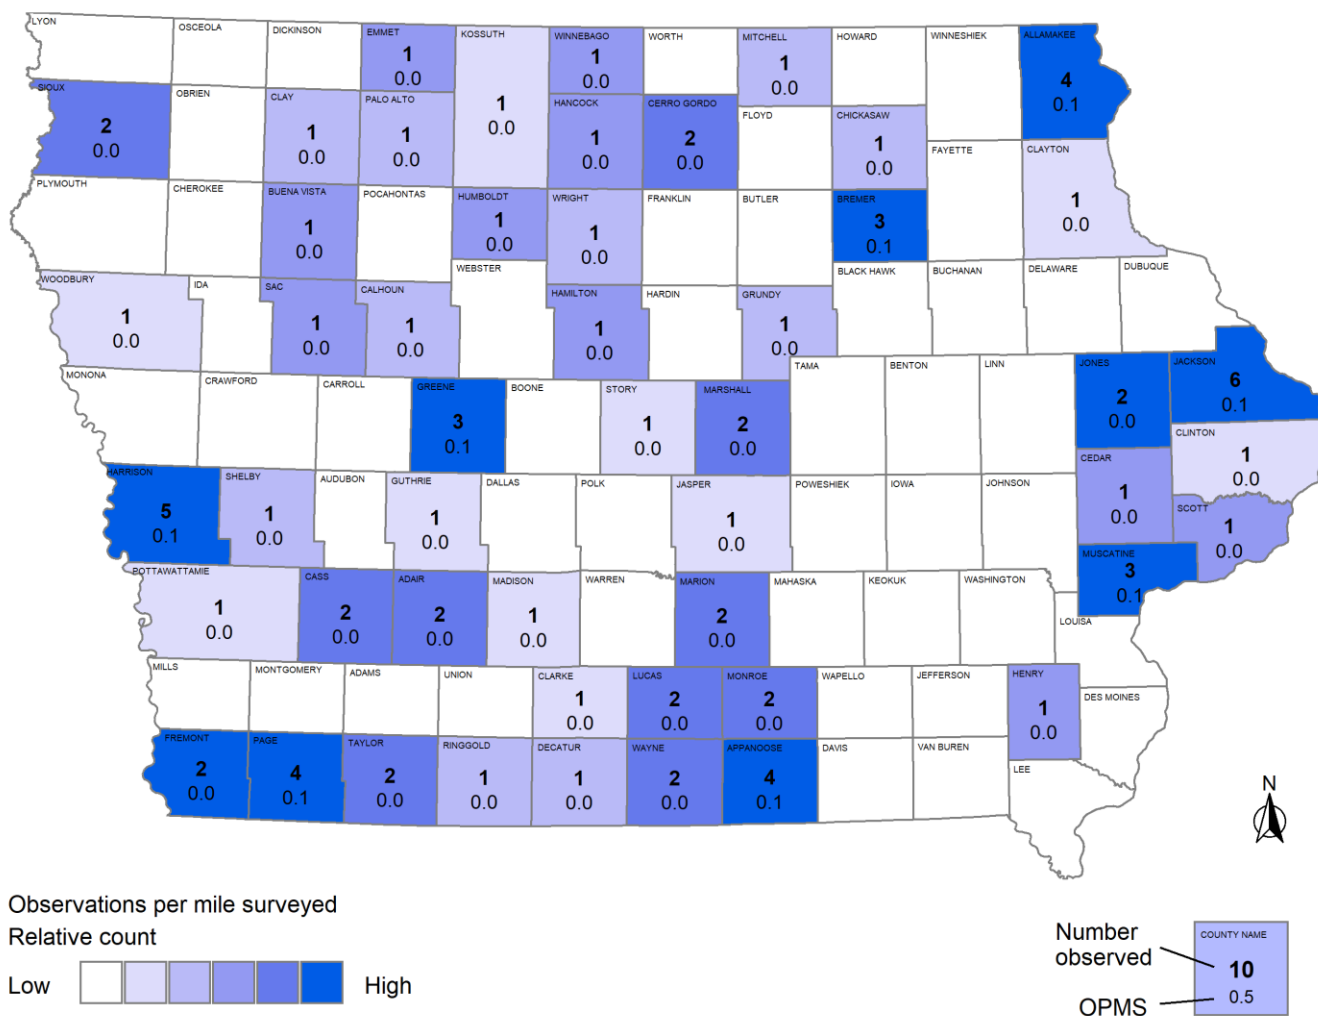 LYON
OSCEOLA
DICKINSON
EMMET
1
0.0
KOSSUTH
1
0.0
WINNEBAGO
1
0.0
WORTH
MITCHELL
1
0.0
HOWARD
WINNESHIEK
ALLAMAKEE
4
0.1
SIOUX
2
0.0
OBRIEN
CLAY
1
0.0
PALO ALTO
1
0.0
HANCOCK
1
0.0
CERRO GORDO
2
0.0
FLOYD
CHICKASAW
1
0.0
FAYETTE
CLAYTON
1
0.0
PLYMOUTH
CHEROKEE
BUENA VISTA
1
0.0
POCAHONTAS
HUMBOLDT
1
0.0
WRIGHT
1
0.0
FRANKLIN
BUTLER
BREMER
3
0.1
WOODBURY
1
0.0
IDA
SAC
1
0.0
CALHOUN
1
0.0
WEBSTER
HAMILTON
1
0.0
HARDIN
GRUNDY
1
0.0
BLACK HAWK
BUCHANAN
DELAWARE
DUBUQUE
MONONA
CRAWFORD
CARROLL
GREENE
3
0.1
BOONE
STORY
1
0.0
MARSHALL
2
0.0
TAMA
BENTON
LINN
JONES
2
0.0
JACKSON
6
0.1
CLINTON
1
0.0
HARRISON
5
0.1
SHELBY
1
0.0
AUDUBON
GUTHRIE
1
0.0
DALLAS
POLK
JASPER
1
0.0
POWESHIEK
IOWA
JOHNSON
CEDAR
1
0.0
SCOTT
1
0.0
MUSCATINE
3
0.1
POTTAWATTAMIE
1
0.0
CASS
2
0.0
ADAIR
2
0.0
MADISON
1
0.0
WARREN
MARION
2
0.0
MAHASKA
KEOKUK
WASHINGTON
LOUISA
MILLS
MONTGOMERY
ADAMS
UNION
CLARKE
1
0.0
LUCAS
2
0.0
MONROE
2
0.0
WAPELLO
JEFFERSON
HENRY
1
0.0
DES MOINES
FREMONT
2
0.0
PAGE
4
0.1
TAYLOR
2
0.0
RINGGOLD
1
0.0
DECATUR
1
0.0
WAYNE
2
0.0
APPANOOSE
4
0.1
DAVIS
VAN BUREN
LEE
N
Observations per mile surveyed
Relative count
Low
High
Number
observed
OPMS
COUNTY NAME
10
0.5